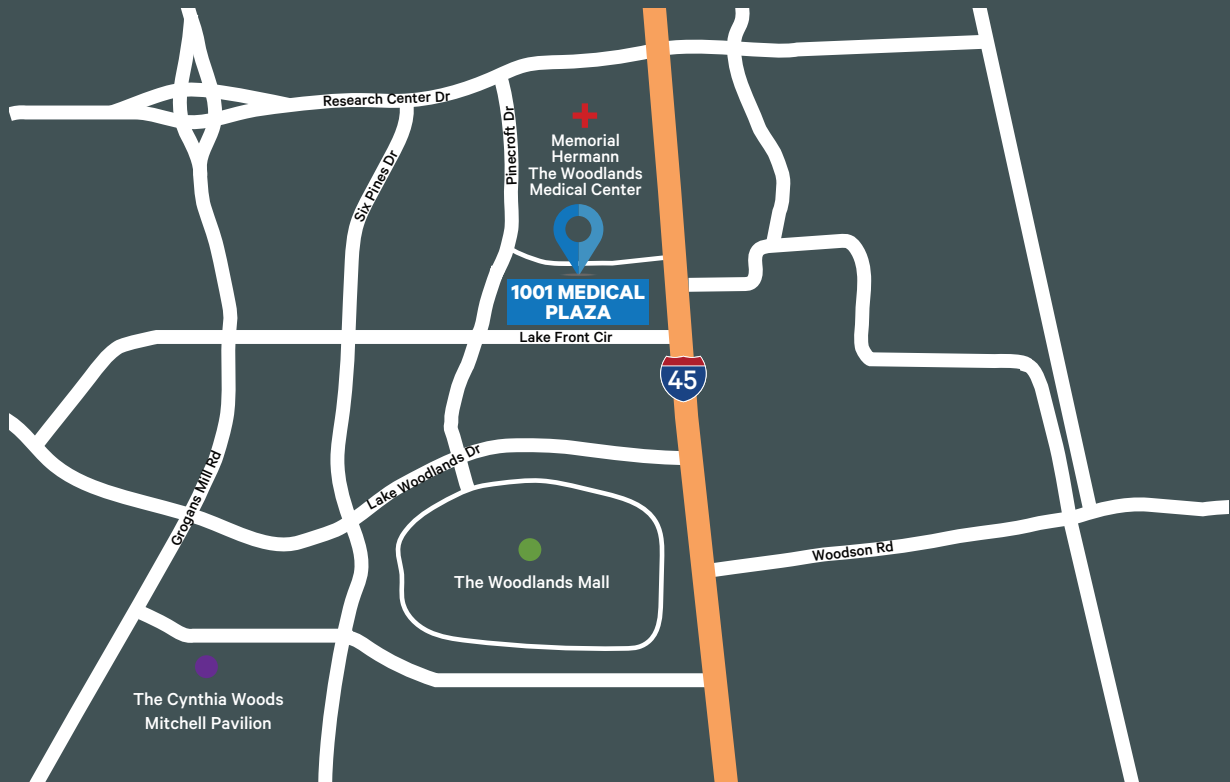 Research Center Dr
Pinecroft Dr
Six Pines Dr
Memorial
Hermann
The Woodlands
Medical Center
1001 MEDICAL
PLAZA
Lake Front Cir
45
Lake Woodlands Dr
Grogans Mill Rd
Woodson Rd
The Woodlands Mall
The Cynthia Woods
Mitchell Pavilion